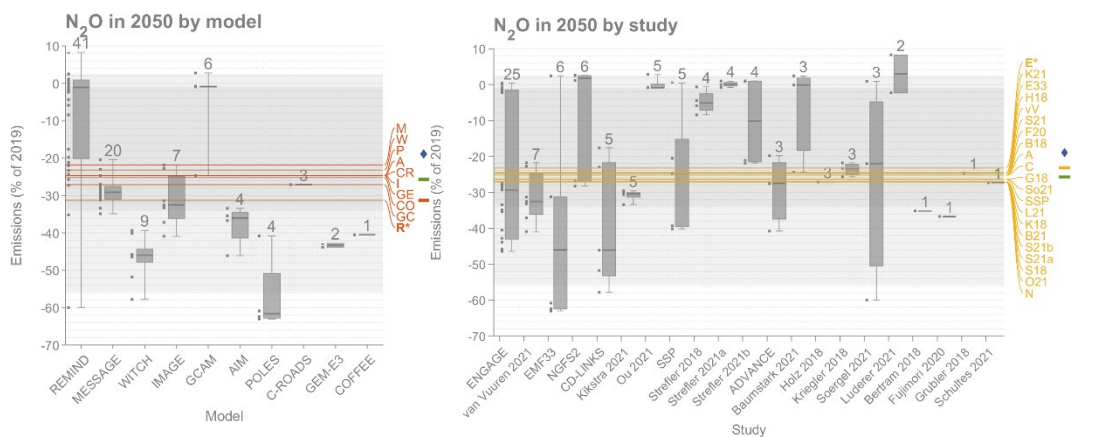 N2O in 2050 by model
Emissions (% of 2019)
10
0
-10
-20
-30
-40
-50
-60
-70
41
20
9
7
6
4
4
3
2
1
REMIND
MESSAGE
WITCH
IMAGE
GCAM
AIM
POLES
C-ROADS
GEM-E3
COFFEE
Model
M
W
P
A
CR
I
GE
CO
GC
R*
N2O in 2050 by study
Emissions (% of 2019)
10
0
-10
-20
-30
-40
-50
-60
-70
25
7
6
6
5
5
5
5
4
4
4
3
3
3
3
3
2
1
1
1
1
ENGAGE
van Vuuren 2021
EMF33
NGFS2
CD-LINKS
Kikstra 2021
Ou 2021
SSP
Strefler 2018
Strefler 2021a
Strefler 2021b
ADVANCE
Baumstark 2021
Holz 2018
Kriegler 2018
Soergel 2021
Luderer 2021
Bertram 2018
Fujimori 2020
Grubler 2018
Schultes 2021
Study
E*
K21
E33
H18
vV
S21
F20
B18
A
C
G18
So21
SSP
L21
K18
B21
S21b
S21a
S18
O21
N